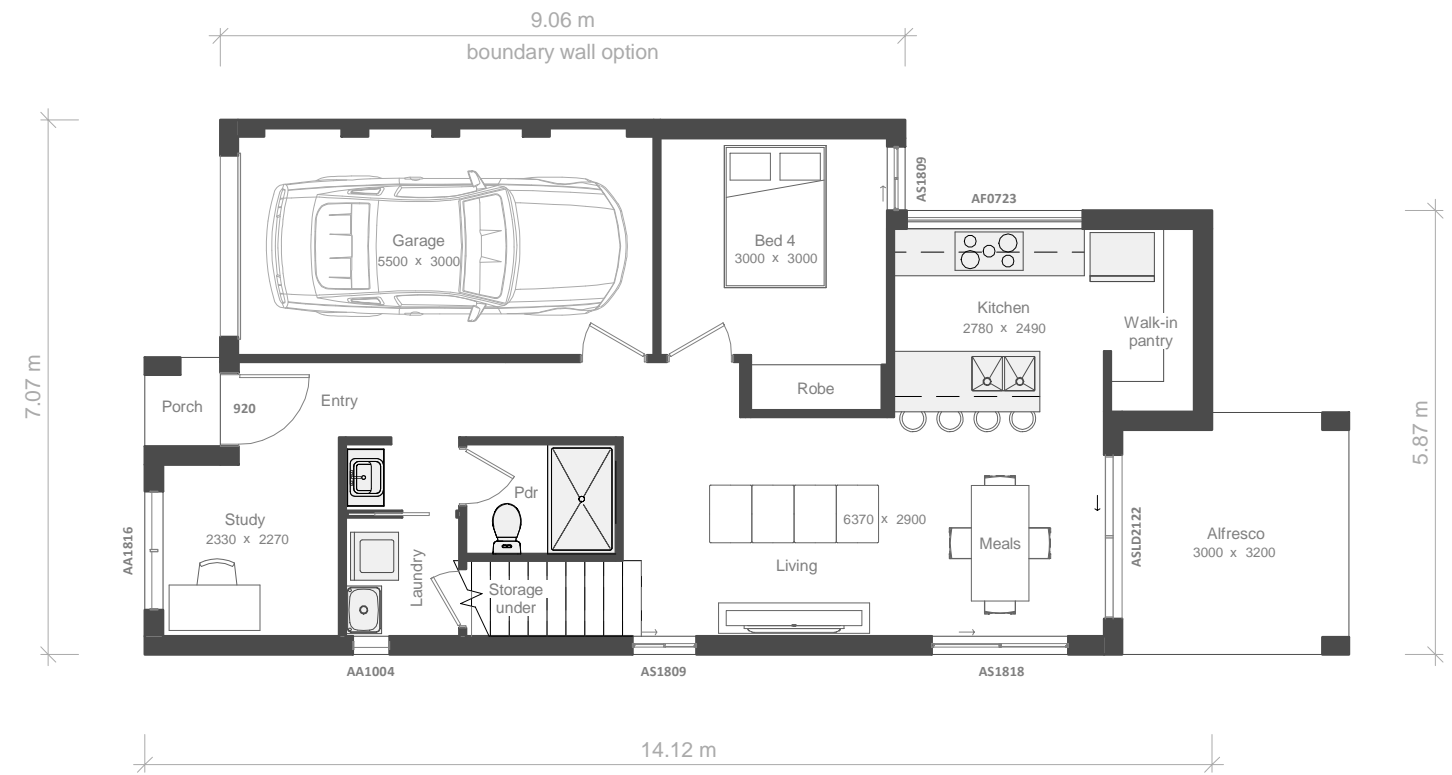 9.06 m
boundary wall option
AS1809
AF0723
Garage
5500 x 3000
Bed 4
3000 x 3000
Kitchen
2780 x 2490
Walk-in
pantry
7.07 m
Porch
920
Entry
Robe
5.87 m
Study
2330 x 2270
AA1816
Pdr
6370 x 2900
Meals
ASLD2122
Alfresco
3000 x 3200
Laundry
Storage
under
Living
AA1004
AS1809
AS1818
14.12 m